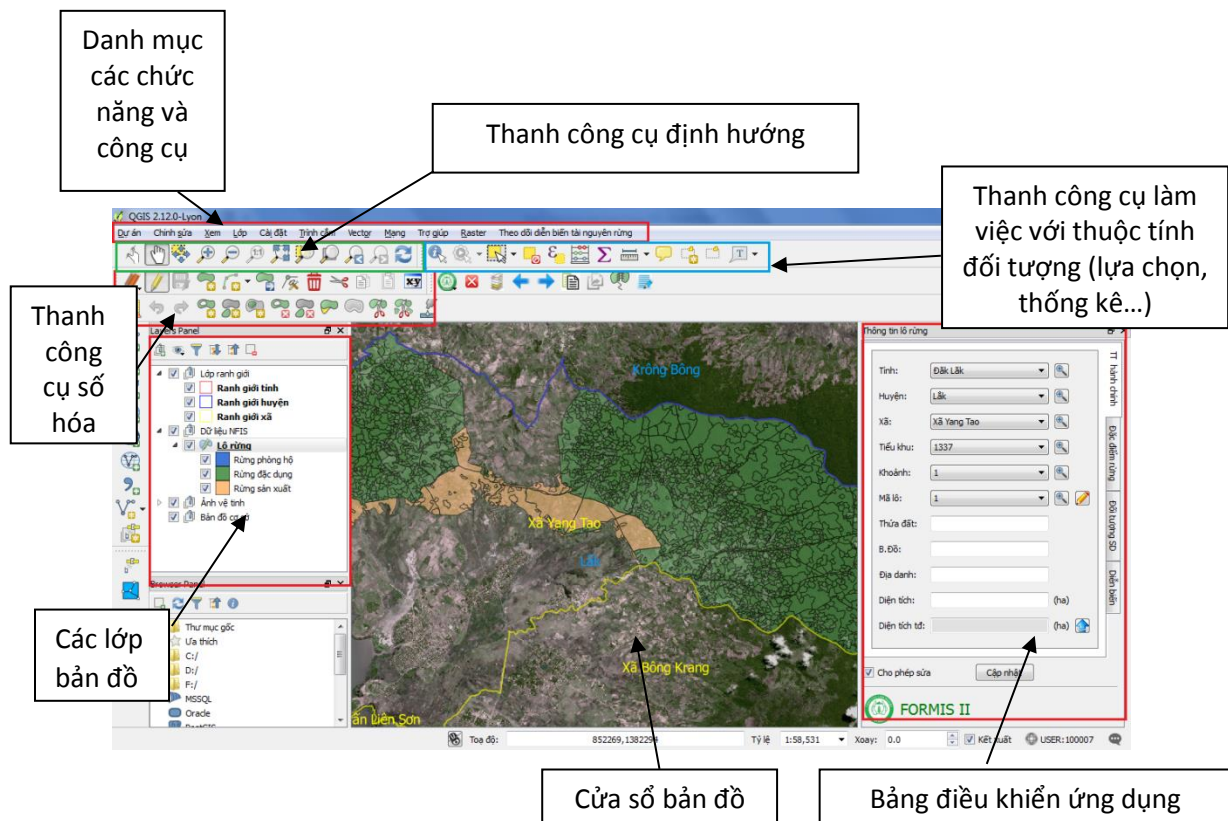 Danh mục
các chức
năng và
công cụ
Thanh công cụ định hướng
Thanh công cụ làm
việc với thuộc tính
đối tượng (lựa chọn,
thống kê...)
QGIS 2.12.0-Lyon
Dự án Chỉnh sửa Xem Lớp Cài đặt Trình cắm Vector Mạng Trợ giúp Raster Theo dõi diễn biến tài nguyên rừng
Thanh
công
cụ số
hóa
Layers Panel
Lớp ranh giới
Ranh giới tỉnh
Ranh giới huyện
Ranh giới xã
Dữ liệu NFIS
Lô rừng
Rừng phòng hộ
Rừng đặc dụng
Rừng sản xuất
Ảnh vệ tinh
Bản đồ cơ sở
Browser Panel
Thư mục gốc
Ưa thích
C:/
D:/
F:/
MSSQL
Oracle
PostGIS
Các lớp
bản đồ
Krông Bông
Xã Yang Tao
Lắk
Xã Bông Krang
ấn Liên Sơn
Thông tin lô rừng
Tỉnh: Đăk Lăk
Huyện: Lăk
Xã: Xã Yang Tao
Tiểu khu: 1337
Khoảnh: 1
Mã lô: 1
Thửa đất:
B.Đồ:
Địa danh:
Diện tích: (ha)
Diện tích tđ: (ha)
TT hành chính
Đặc điểm rừng
Đối tượng SD
Diễn biến
Cho phép sửa Cập nhật
FORMIS II
Toạ độ: 852269,1382294 Tỷ lệ 1:58,531 Xoay: 0.0 Kết xuất USER:100007
Cửa sổ bản đồ
Bảng điều khiển ứng dụng